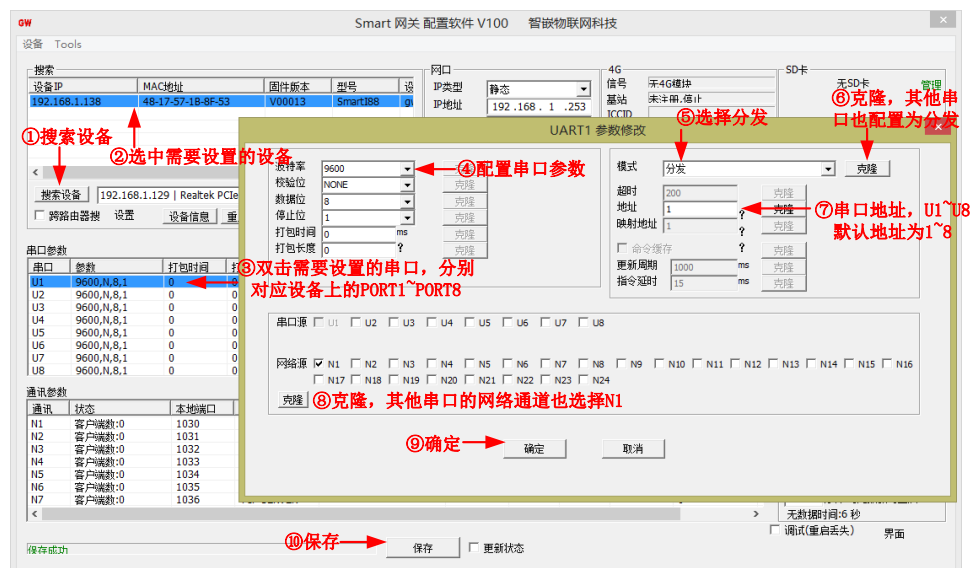 GW
Smart 网关 配置软件 V100 智嵌物联网科技
×
设备 Tools
搜索
设备IP MAC地址 固件版本 型号 设
192.168.1.138 48-17-57-1B-8F-53 V00013 SmartI88
①搜索设备
②选中需要设置的设备
搜索设备 192.168.1.129 | Realtek PCIe
跨路由器搜 设置 设备信息 重
网口
IP类型 静态
IP地址 192 .168 . 1 .253
4G
信号 无4G模块
基站 未注册,停止
ICCID
SD卡
无SD卡 管理
⑤选择分发
⑥克隆，其他串
口也配置为分发
UART1 参数修改
波特率 9600 克隆
④配置串口参数
校验位 NONE 克隆
数据位 8 克隆
停止位 1 克隆
打包时间 0 ms 克隆
打包长度 0 ? 克隆
模式 分发 克隆
超时 200 克隆
地址 1 ? 克隆
映射地址 1 ? 克隆
命令缓存 ? 克隆
更新周期 1000 ms 克隆
指令延时 15 ms 克隆
⑦串口地址，U1~U8
默认地址为1~8
串口参数
串口 参数 打包时间 打
U1 9600,N,8,1 0 0
U2 9600,N,8,1 0 0
U3 9600,N,8,1 0 0
U4 9600,N,8,1 0 0
U5 9600,N,8,1 0 0
U6 9600,N,8,1 0 0
U7 9600,N,8,1 0 0
U8 9600,N,8,1 0 0
③双击需要设置的串口，分别
对应设备上的PORT1~PORT8
串口源 U1 U2 U3 U4 U5 U6 U7 U8
网络源 N1 N2 N3 N4 N5 N6 N7 N8 N9 N10 N11 N12 N13 N14 N15 N16
N17 N18 N19 N20 N21 N22 N23 N24
克隆 ⑧克隆，其他串口的网络通道也选择N1
⑨确定 确定 取消
通讯参数
通讯 状态 本地端口
N1 客户端数:0 1030
N2 客户端数:0 1031
N3 客户端数:0 1032
N4 客户端数:0 1033
N5 客户端数:0 1034
N6 客户端数:0 1035
N7 客户端数:0 1036
< >
无数据时间:6 秒
调试(重启丢失) 界面
保存成功
⑩保存 保存 更新状态